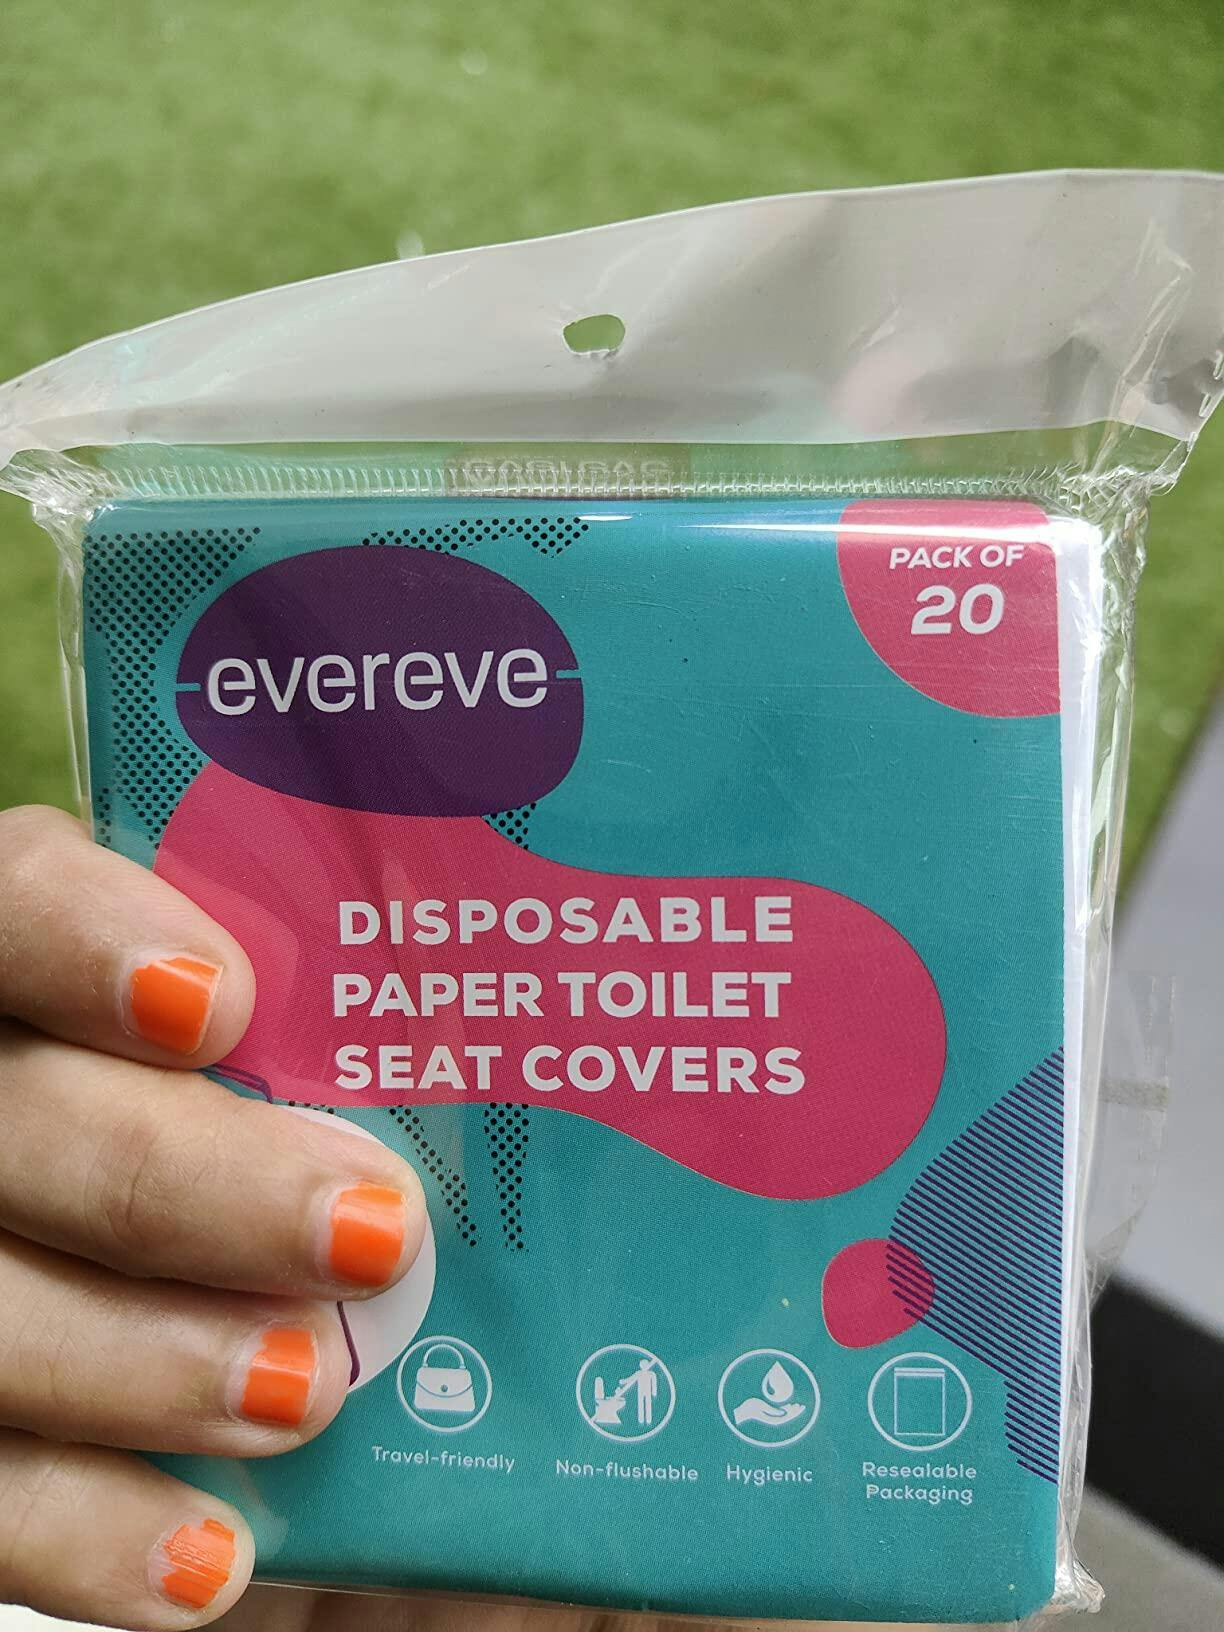 PACK OF
20
evereve
DISPOSABLE
PAPER TOILET
SEAT COVERS
Travel-friendly
Non-flushable
Hygienic
Resealable
Packaging